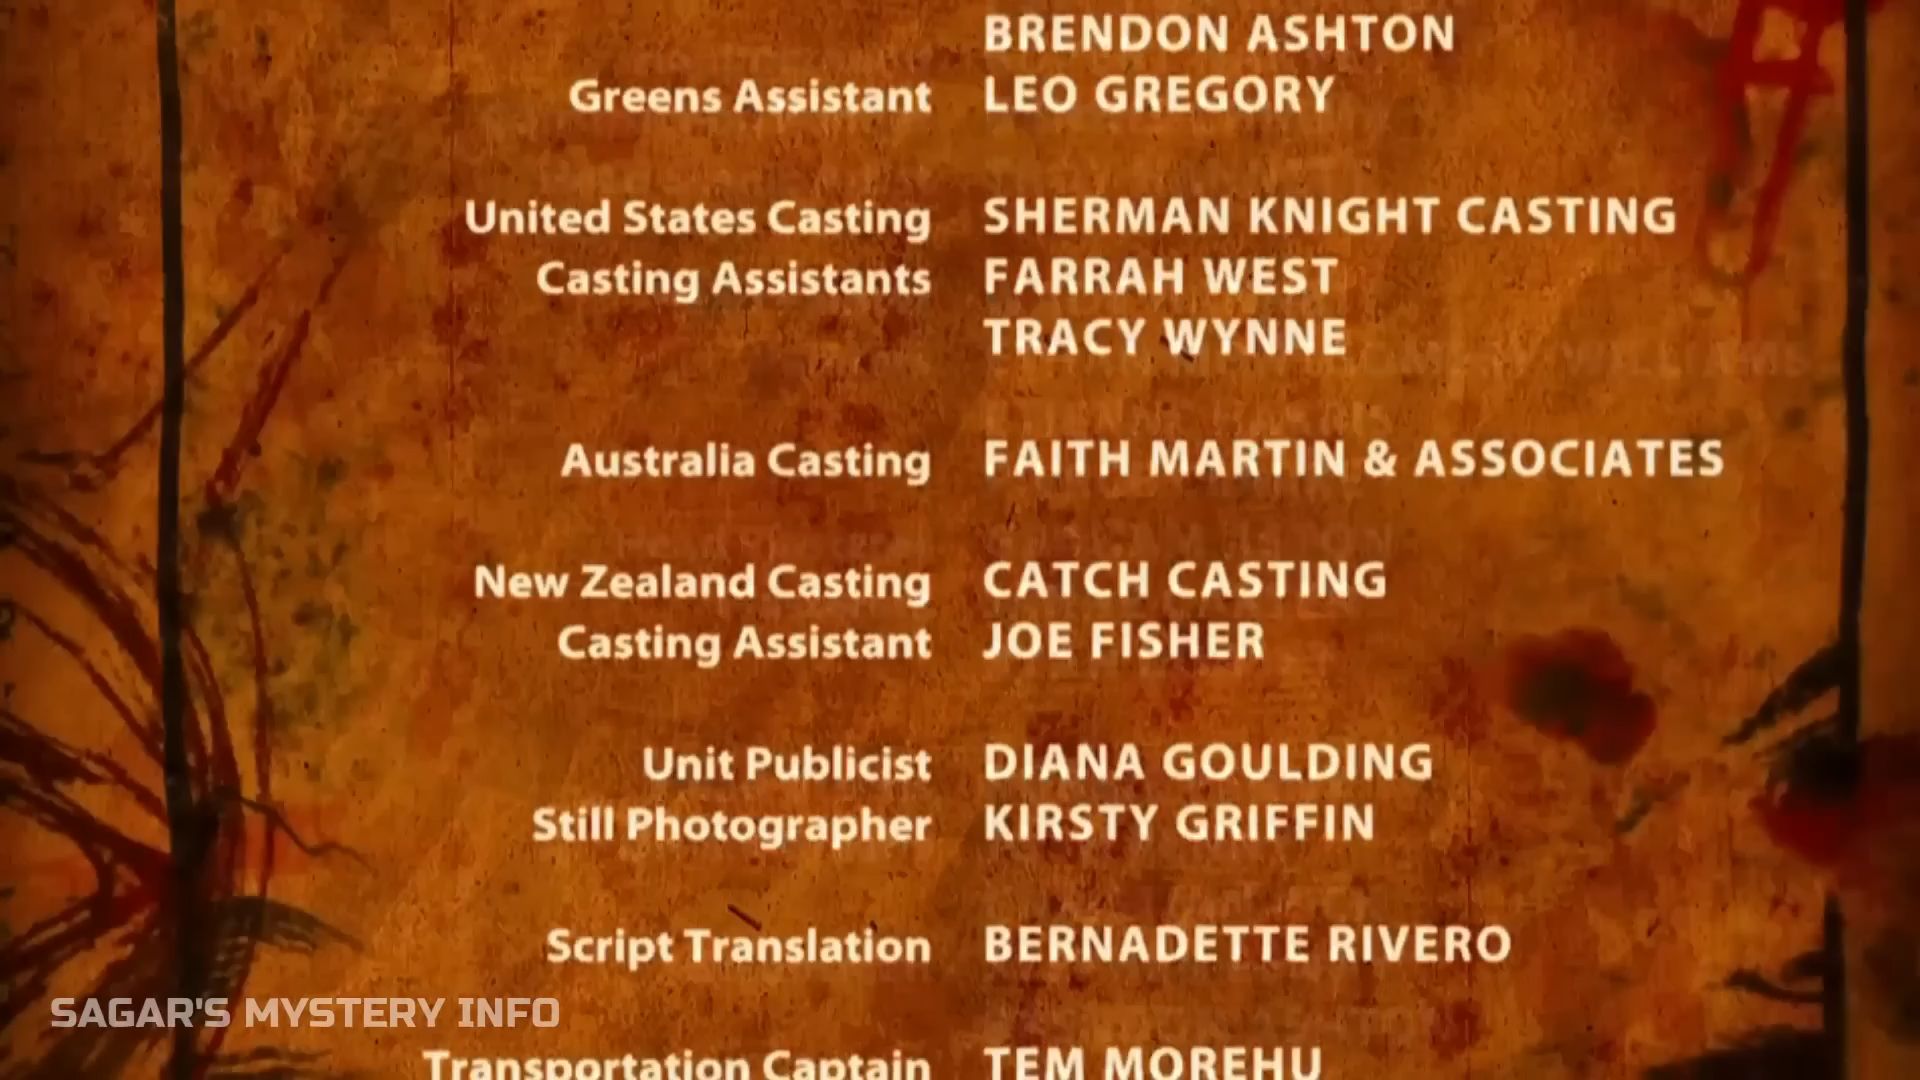 BRENDON ASHTON
Greens Assistant LEO GREGORY
United States Casting SHERMAN KNIGHT CASTING
Casting Assistants FARRAH WEST
TRACY WYNNE
Australia Casting FAITH MARTIN & ASSOCIATES
New Zealand Casting CATCH CASTING
Casting Assistant JOE FISHER
Unit Publicist DIANA GOULDING
Still Photographer KIRSTY GRIFFIN
Script Translation BERNADETTE RIVERO
SAGAR'S MYSTERY INFO
Transportation Captain TEM MOREHU